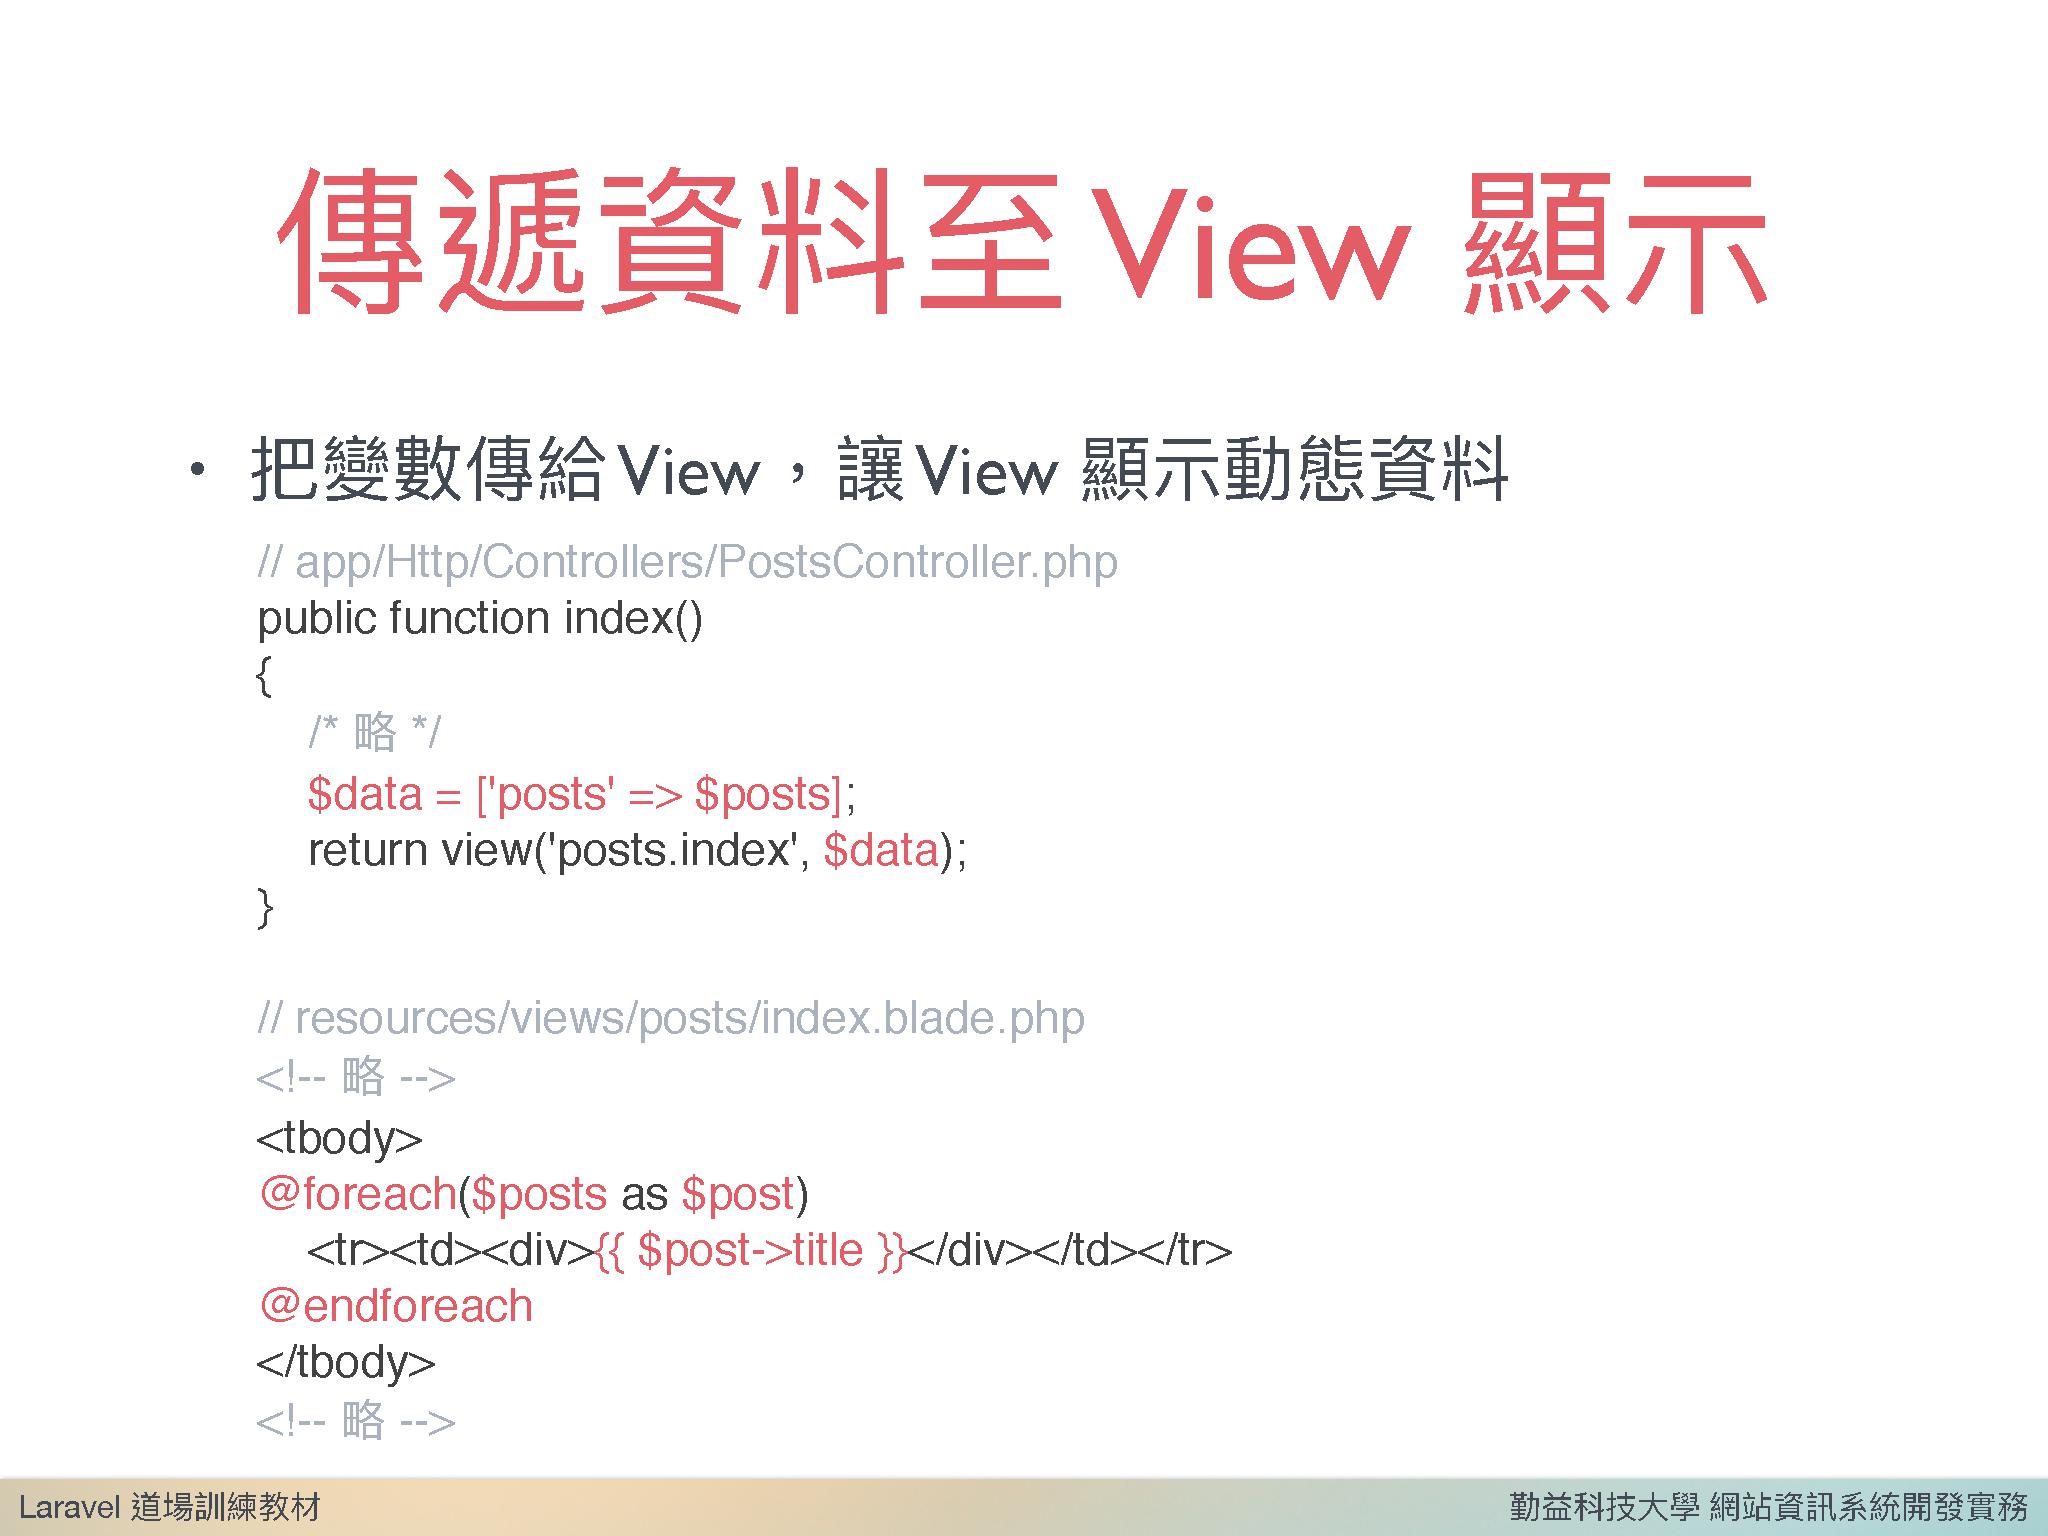 傳遞資料至 View 顯示
• 把變數傳給 View，讓 View 顯示動態資料
// app/Http/Controllers/PostsController.php
public function index()
{
    /* 略 */
    $data = ['posts' => $posts];
    return view('posts.index', $data);
}
// resources/views/posts/index.blade.php
<!-- 略 -->
<tbody>
@foreach($posts as $post)
    <tr><td><div>{{ $post->title }}</div></td></tr>
@endforeach
</tbody>
<!-- 略 -->
Laravel 道場訓練教材
勤益科技大學 網站資訊系統開發實務